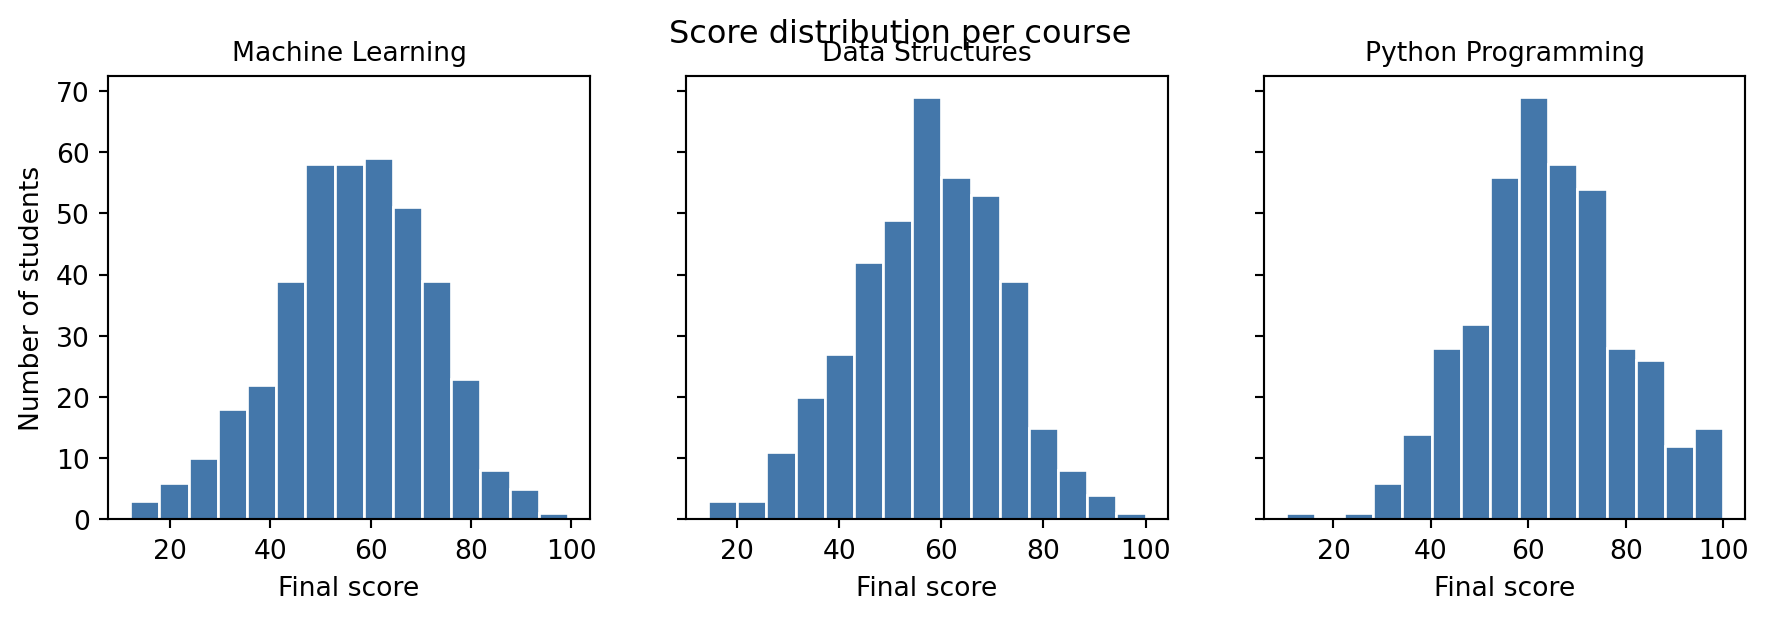 Score distribution per course
Machine Learning
Data Structures
Python Programming
Number of students
70
60
50
40
30
20
10
0
20 40 60 80 100
20 40 60 80 100
20 40 60 80 100
Final score
Final score
Final score